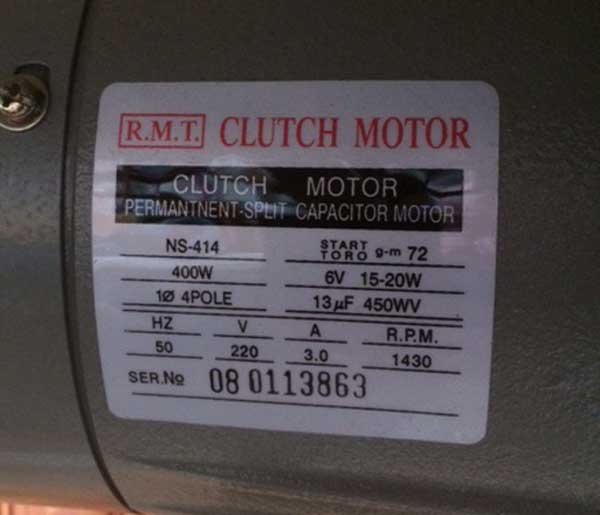 R.M.T. CLUTCH MOTOR
CLUTCH MOTOR
PERMANTNENT-SPLIT CAPACITOR MOTOR
NS-414 START TORO g-m 72
400W 6V 15-20W
1Ø 4POLE 13µF 450WV
HZ V A R.P.M.
50 220 3.0 1430
SER.No 08 0113863